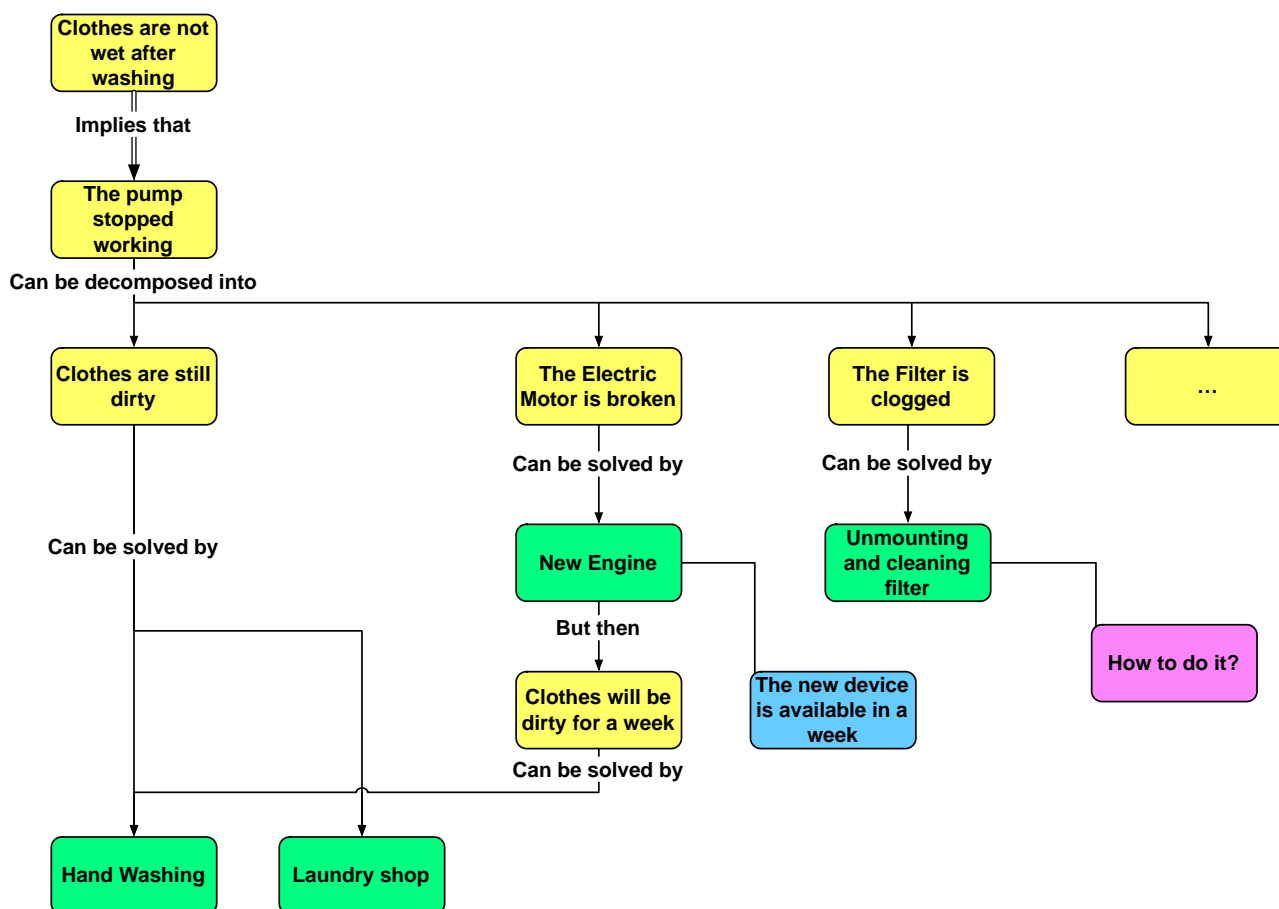 Clothes are not
wet after
washing
Implies that
The pump
stopped
working
Can be decomposed into
Clothes are still
dirty
The Electric
Motor is broken
The Filter is
clogged
...
Can be solved by
Can be solved by
Can be solved by
New Engine
Unmounting
and cleaning
filter
But then
How to do it?
Clothes will be
dirty for a week
The new device
is available in a
week
Can be solved by
Hand Washing
Laundry shop